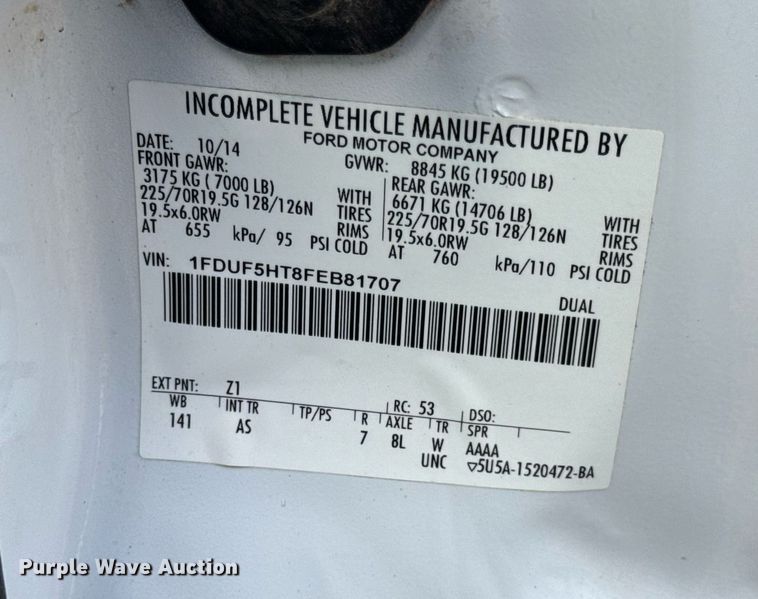 INCOMPLETE VEHICLE MANUFACTURED BY
FORD MOTOR COMPANY
DATE: 10/14
GVWR: 8845 KG (19500 LB)
FRONT GAWR:
3175 KG ( 7000 LB) WITH
225/70R19.5G 128/126N TIRES
19.5x6.0RW RIMS
AT 655 kPa/ 95 PSI COLD
REAR GAWR:
6671 KG (14706 LB) WITH
225/70R19.5G 128/126N TIRES
19.5x6.0RW RIMS
AT 760 kPa/110 PSI COLD
VIN: 1FDUF5HT8FEB81707
DUAL
EXT PNT: Z1 RC: 53 DSO:
WB INT TR TP/PS R AXLE TR SPR
141 AS 7 8L W AAAA
UNC ▽5U5A-1520472-BA
Purple Wave Auction